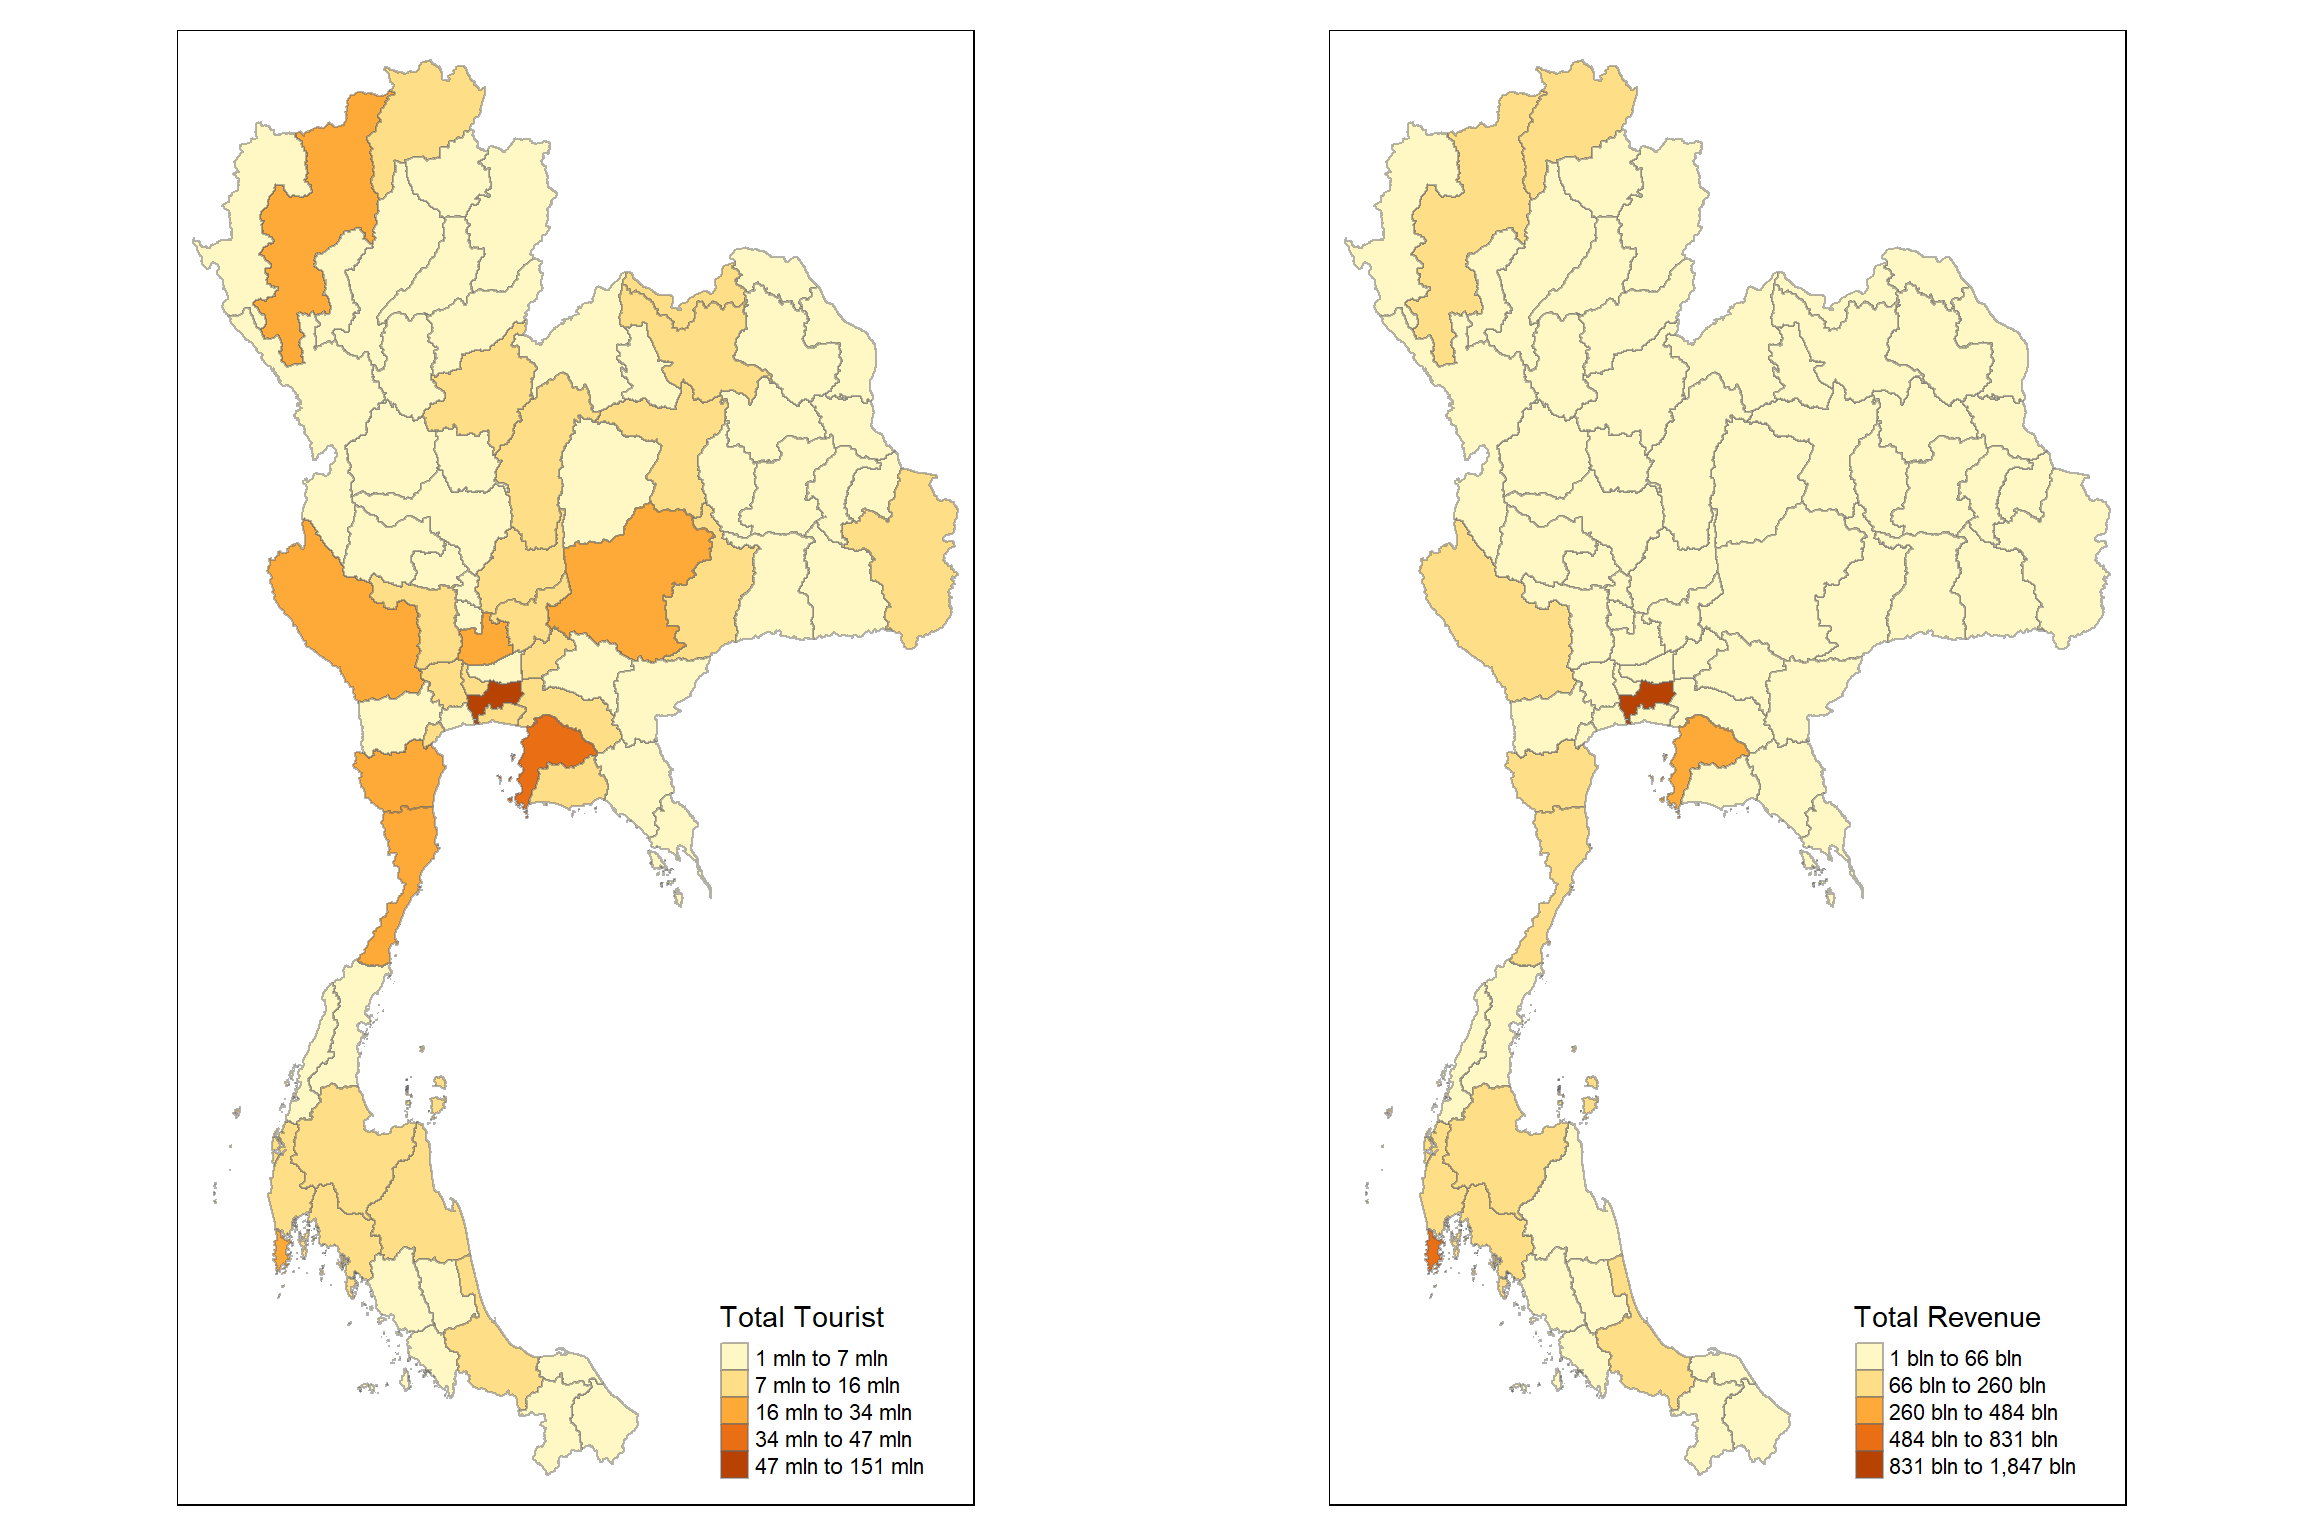 Total Tourist
1 mln to 7 mln
7 mln to 16 mln
16 mln to 34 mln
34 mln to 47 mln
47 mln to 151 mln
Total Revenue
1 bln to 66 bln
66 bln to 260 bln
260 bln to 484 bln
484 bln to 831 bln
831 bln to 1,847 bln